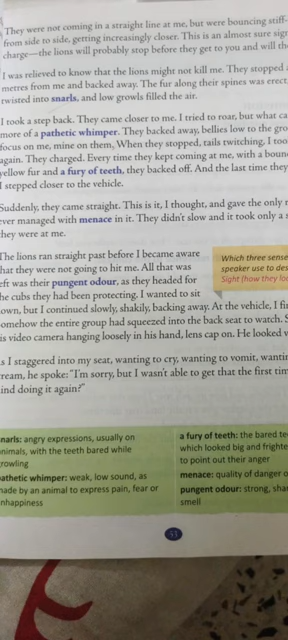 They were not coming in a straight line at me, but were bouncing stiff-
from side to side, getting increasingly closer. This is an almost sure sign
charge—the lions will probably stop before they get to you and will th
I was relieved to know that the lions might not kill me. They stopped
metres from me and backed away. The fur along their spines was erect,
twisted into snarls, and low growls filled the air.
I took a step back. They came closer to me. I tried to roar, but what ca
more of a pathetic whimper. They backed away, bellies low to the gro
focus on me, mine on them, When they stopped, tails twitching, I too
again. They charged. Every time they kept coming at me, with a boun
yellow fur and a fury of teeth, they backed off. And the last time they
I stepped closer to the vehicle.
Suddenly, they came straight. This is it, I thought, and gave the only r
ever managed with menace in it. They didn't slow and it took only a s
they were at me.
The lions ran straight past before I became aware
hat they were not going to hit me. All that was
eft was their pungent odour, as they headed for
he cubs they had been protecting. I wanted to sit
own, but I continued slowly, shakily, backing away. At the vehicle, I fi
omehow the entire group had squeezed into the back seat to watch. S
is video camera hanging loosely in his hand, lens cap on. He looked
Which three sense
speaker use to des
Sight (how they loo
s I staggered into my seat, wanting to cry, wanting to vomit, wanti
ream, he spoke: "I'm sorry, but I wasn't able to get that the first tim
ind doing it again?"
narls: angry expressions, usually on
nimals, with the teeth bared while
rowling
athetic whimper: weak, low sound, as
nade by an animal to express pain, fear or
nhappiness
a fury of teeth: the bared te
which looked big and frighte
to point out their anger
menace: quality of danger o
pungent odour: strong, sha
smell